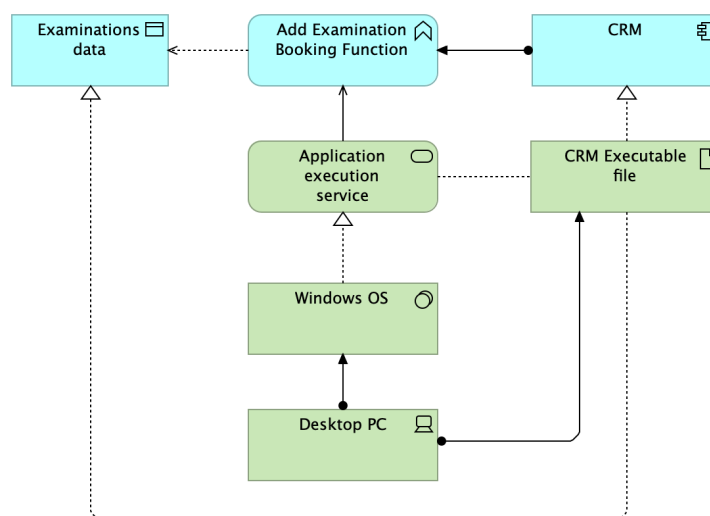 Examinations
data
Add Examination
Booking Function
CRM
Application
execution
service
CRM Executable
file
Windows OS
Desktop PC